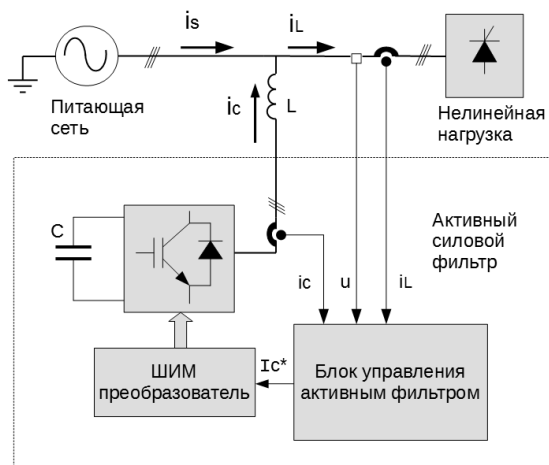 is
iL
Питающая
сеть
ic
L
Нелинейная
нагрузка
C
Активный
силовой
фильтр
ic
u
iL
ШИМ
преобразователь
Ic*
Блок управления
активным фильтром